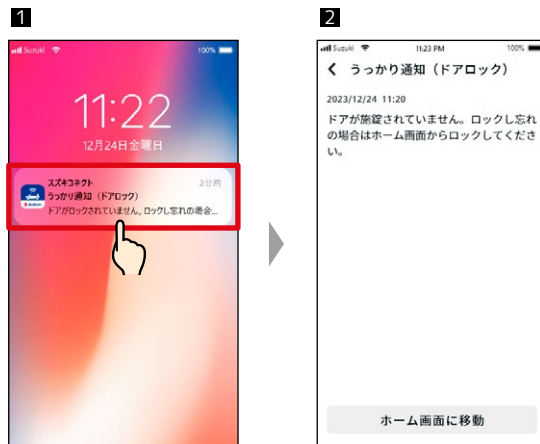 1
Suzuki
100%
11:22
12月24日金曜日
スズキコネクト
2分前
うっかり通知（ドアロック）
ドアがロックされていません。ロックし忘れの場合...
2
Suzuki
11:23 PM
100%
うっかり通知（ドアロック）
2023/12/24 11:20
ドアが施錠されていません。ロックし忘れ
の場合はホーム画面からロックしてくださ
い。
ホーム画面に移動